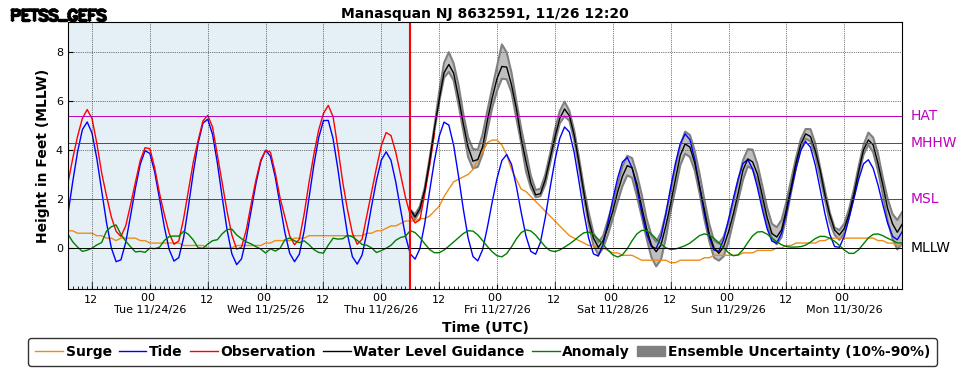 PETSS_GEFS
Manasquan NJ 8632591, 11/26 12:20
Height in Feet (MLLW)
8
6
4
2
0
HAT
MHHW
MSL
MLLW
12 00 12 00 12 00 12 00 12 00 12 00 12 00
Tue 11/24/26 Wed 11/25/26 Thu 11/26/26 Fri 11/27/26 Sat 11/28/26 Sun 11/29/26 Mon 11/30/26
Time (UTC)
Surge Tide Observation Water Level Guidance Anomaly Ensemble Uncertainty (10%-90%)